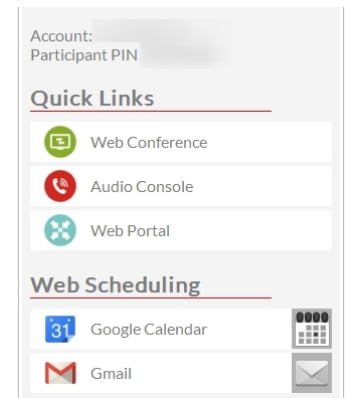 Account:
Participant PIN
Quick Links
Web Conference
Audio Console
Web Portal
Web Scheduling
31 Google Calendar
Gmail